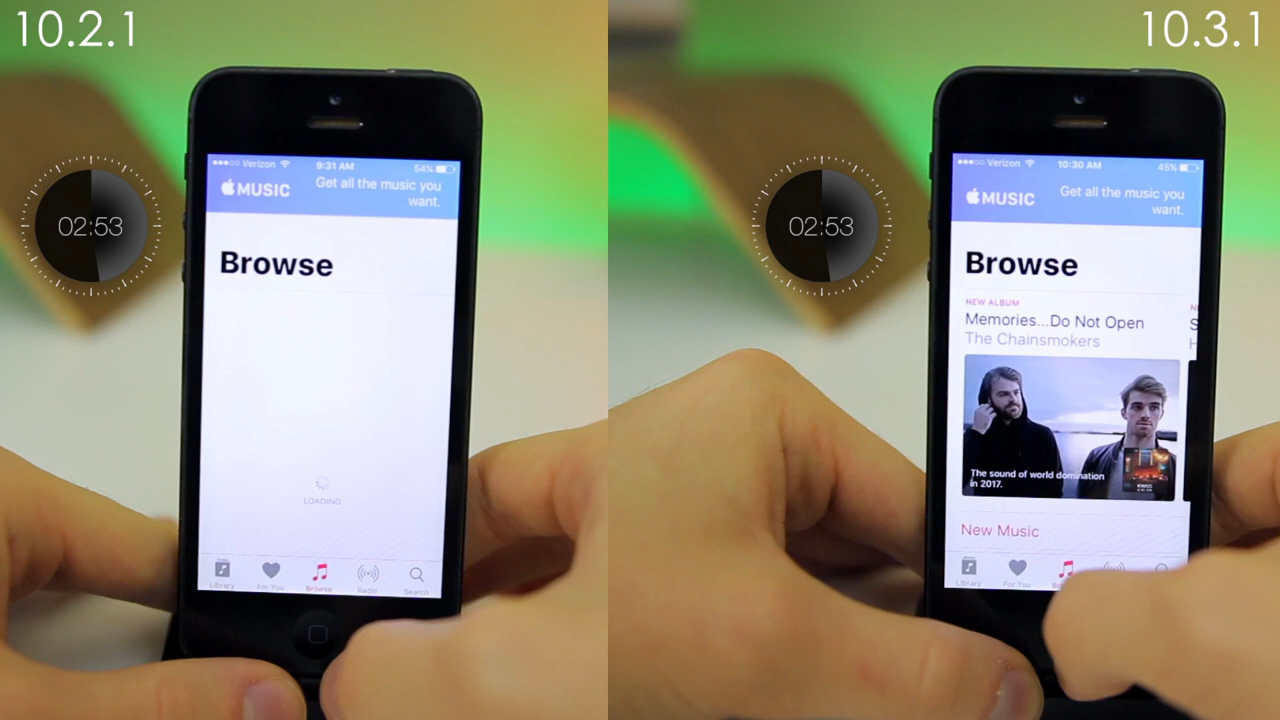 10.2.1
02:53
Verizon 9:31 AM 54%
MUSIC
Get all the music you
want.
Browse
LOADING
Library For You Browse Radio Search
10.3.1
02:53
Verizon 10:30 AM 45%
MUSIC
Get all the music you
want.
Browse
NEW ALBUM
Memories...Do Not Open
The Chainsmokers
The sound of world domination
in 2017.
New Music
Library For You